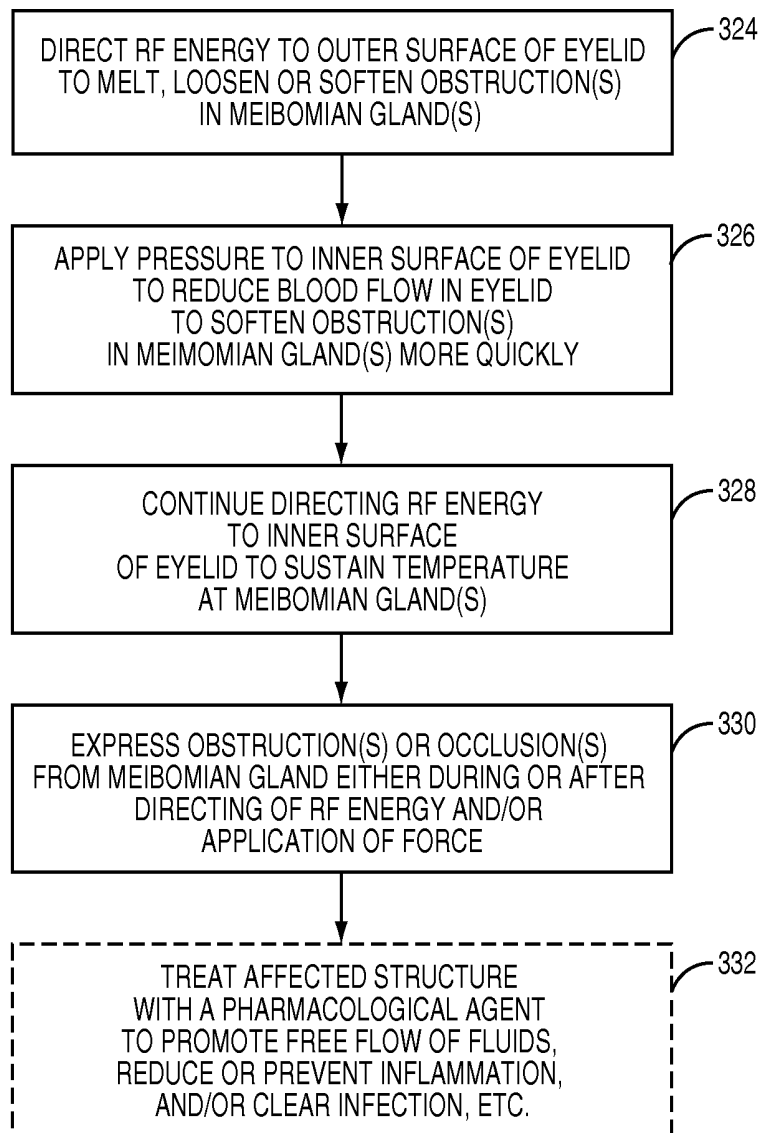 DIRECT RF ENERGY TO OUTER SURFACE OF EYELID
TO MELT, LOOSEN OR SOFTEN OBSTRUCTION(S)
IN MEIBOMIAN GLAND(S)
324
APPLY PRESSURE TO INNER SURFACE OF EYELID
TO REDUCE BLOOD FLOW IN EYELID
TO SOFTEN OBSTRUCTION(S)
IN MEIMOMIAN GLAND(S) MORE QUICKLY
326
CONTINUE DIRECTING RF ENERGY
TO INNER SURFACE
OF EYELID TO SUSTAIN TEMPERATURE
AT MEIBOMIAN GLAND(S)
328
EXPRESS OBSTRUCTION(S) OR OCCLUSION(S)
FROM MEIBOMIAN GLAND EITHER DURING OR AFTER
DIRECTING OF RF ENERGY AND/OR
APPLICATION OF FORCE
330
TREAT AFFECTED STRUCTURE
WITH A PHARMACOLOGICAL AGENT
TO PROMOTE FREE FLOW OF FLUIDS,
REDUCE OR PREVENT INFLAMMATION,
AND/OR CLEAR INFECTION, ETC.
332